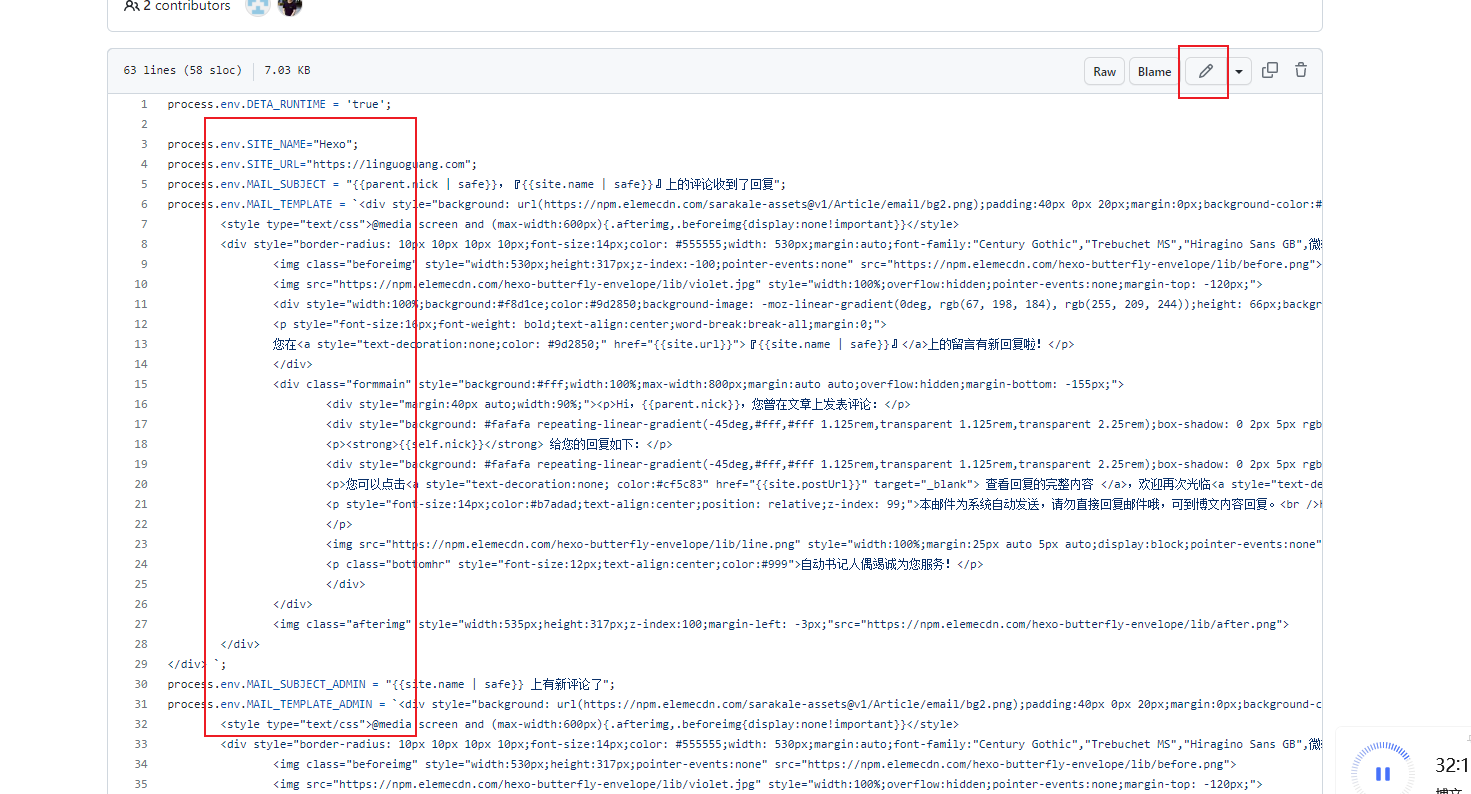 2 contributors
63 lines (58 sloc) 7.03 KB
Raw Blame
1 process.env.DETA_RUNTIME = 'true';
2
3 process.env.SITE_NAME="Hexo";
4 process.env.SITE_URL="https://linguoguang.com";
5 process.env.MAIL_SUBJECT = "{{parent.nick | safe}}，『{{site.name | safe}}』上的评论收到了回复";
6 process.env.MAIL_TEMPLATE = `<div style="background: url(https://npm.elemecdn.com/sarakale-assets@v1/Article/email/bg2.png);padding:40px 0px 20px;margin:0px;background-color:#
7 <style type="text/css">@media screen and (max-width:600px){.afterimg,.beforeimg{display:none!important}}</style>
8 <div style="border-radius: 10px 10px 10px 10px;font-size:14px;color: #555555;width: 530px;margin:auto;font-family:"Century Gothic","Trebuchet MS","Hiragino Sans GB",微
9 <img class="beforeimg" style="width:530px;height:317px;z-index:-100;pointer-events:none" src="https://npm.elemecdn.com/hexo-butterfly-envelope/lib/before.png">
10 <img src="https://npm.elemecdn.com/hexo-butterfly-envelope/lib/violet.jpg" style="width:100%;overflow:hidden;pointer-events:none;margin-top: -120px;">
11 <div style="width:100%;background:#f8d1ce;color:#9d2850;background-image: -moz-linear-gradient(0deg, rgb(67, 198, 184), rgb(255, 209, 244));height: 66px;backgr
12 <p style="font-size:16px;font-weight: bold;text-align:center;word-break:break-all;margin:0;">
13 您在<a style="text-decoration:none;color: #9d2850;" href="{{site.url}}">『{{site.name | safe}}』</a>上的留言有新回复啦！</p>
14 </div>
15 <div class="formmain" style="background:#fff;width:100%;max-width:800px;margin:auto auto;overflow:hidden;margin-bottom: -155px;">
16 <div style="margin:40px auto;width:90%;"><p>Hi，{{parent.nick}}，您曾在文章上发表评论：</p>
17 <div style="background: #fafafa repeating-linear-gradient(-45deg,#fff,#fff 1.125rem,transparent 1.125rem,transparent 2.25rem);box-shadow: 0 2px 5px rgb
18 <p><strong>{{self.nick}}</strong> 给您的回复如下：</p>
19 <div style="background: #fafafa repeating-linear-gradient(-45deg,#fff,#fff 1.125rem,transparent 1.125rem,transparent 2.25rem);box-shadow: 0 2px 5px rgb
20 <p>您可以点击<a style="text-decoration:none; color:#cf5c83" href="{{site.postUrl}}" target="_blank"> 查看回复的完整内容 </a>，欢迎再次光临<a style="text-de
21 <p style="font-size:14px;color:#b7adad;text-align:center;position: relative;z-index: 99;">本邮件为系统自动发送，请勿直接回复邮件哦，可到博文内容回复。<br />
22 </p>
23 <img src="https://npm.elemecdn.com/hexo-butterfly-envelope/lib/line.png" style="width:100%;margin:25px auto 5px auto;display:block;pointer-events:none"
24 <p class="bottomhr" style="font-size:12px;text-align:center;color:#999">自动书记人偶竭诚为您服务！</p>
25 </div>
26 </div>
27 <img class="afterimg" style="width:535px;height:317px;z-index:100;margin-left: -3px;"src="https://npm.elemecdn.com/hexo-butterfly-envelope/lib/after.png">
28 </div>
29 </div> `;
30 process.env.MAIL_SUBJECT_ADMIN = "{{site.name | safe}} 上有新评论了";
31 process.env.MAIL_TEMPLATE_ADMIN = `<div style="background: url(https://npm.elemecdn.com/sarakale-assets@v1/Article/email/bg2.png);padding:40px 0px 20px;margin:0px;background-c
32 <style type="text/css">@media screen and (max-width:600px){.afterimg,.beforeimg{display:none!important}}</style>
33 <div style="border-radius: 10px 10px 10px 10px;font-size:14px;color: #555555;width: 530px;margin:auto;font-family:"Century Gothic","Trebuchet MS","Hiragino Sans GB",微
34 <img class="beforeimg" style="width:530px;height:317px;pointer-events:none" src="https://npm.elemecdn.com/hexo-butterfly-envelope/lib/before.png">
32:1
35 <img src="https://npm.elemecdn.com/hexo-butterfly-envelope/lib/violet.jpg" style="width:100%;overflow:hidden;pointer-events:none;margin-top: -120px;">